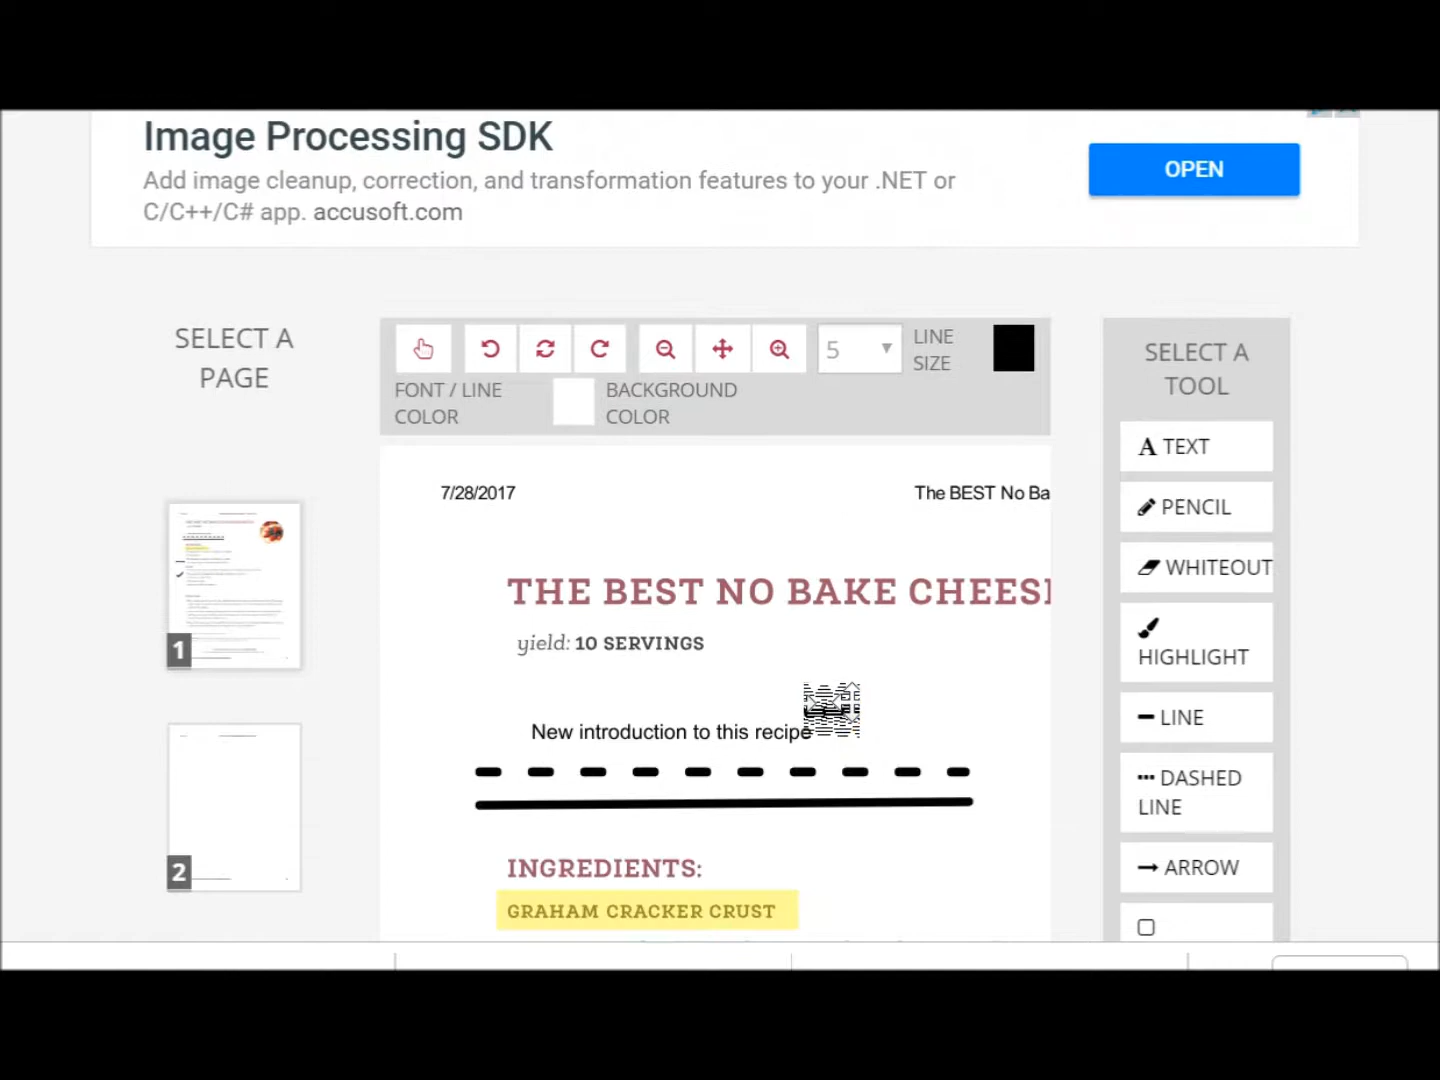 Image Processing SDK
Add image cleanup, correction, and transformation features to your .NET or
C/C++/C# app. accusoft.com
OPEN
SELECT A
PAGE
1
2
5
LINE
SIZE
FONT / LINE
COLOR
BACKGROUND
COLOR
7/28/2017
The BEST No Ba
THE BEST NO BAKE CHEES
yield: 10 SERVINGS
New introduction to this recipe
INGREDIENTS:
GRAHAM CRACKER CRUST
SELECT A
TOOL
A TEXT
PENCIL
WHITEOUT
HIGHLIGHT
LINE
DASHED
LINE
ARROW